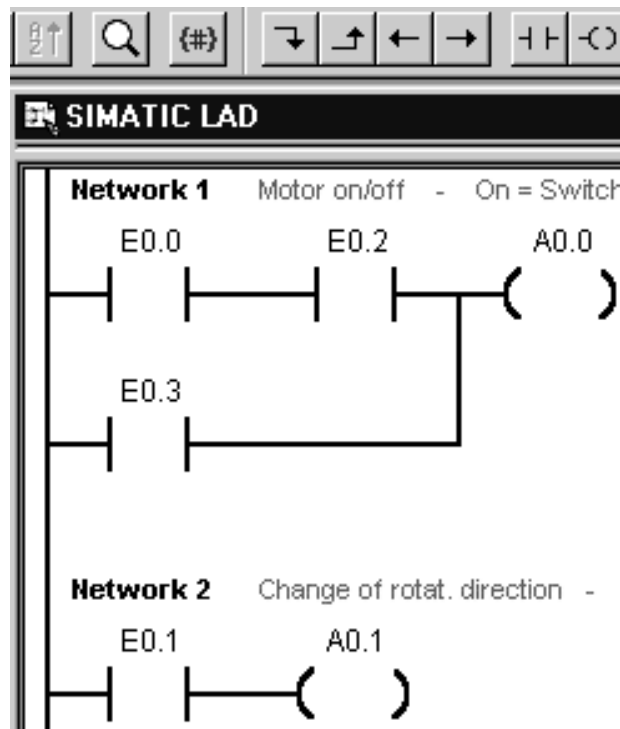 {#}
SIMATIC LAD
Network 1 Motor on/off - On = Switch
E0.0 E0.2 A0.0
E0.3
Network 2 Change of rotat. direction -
E0.1 A0.1